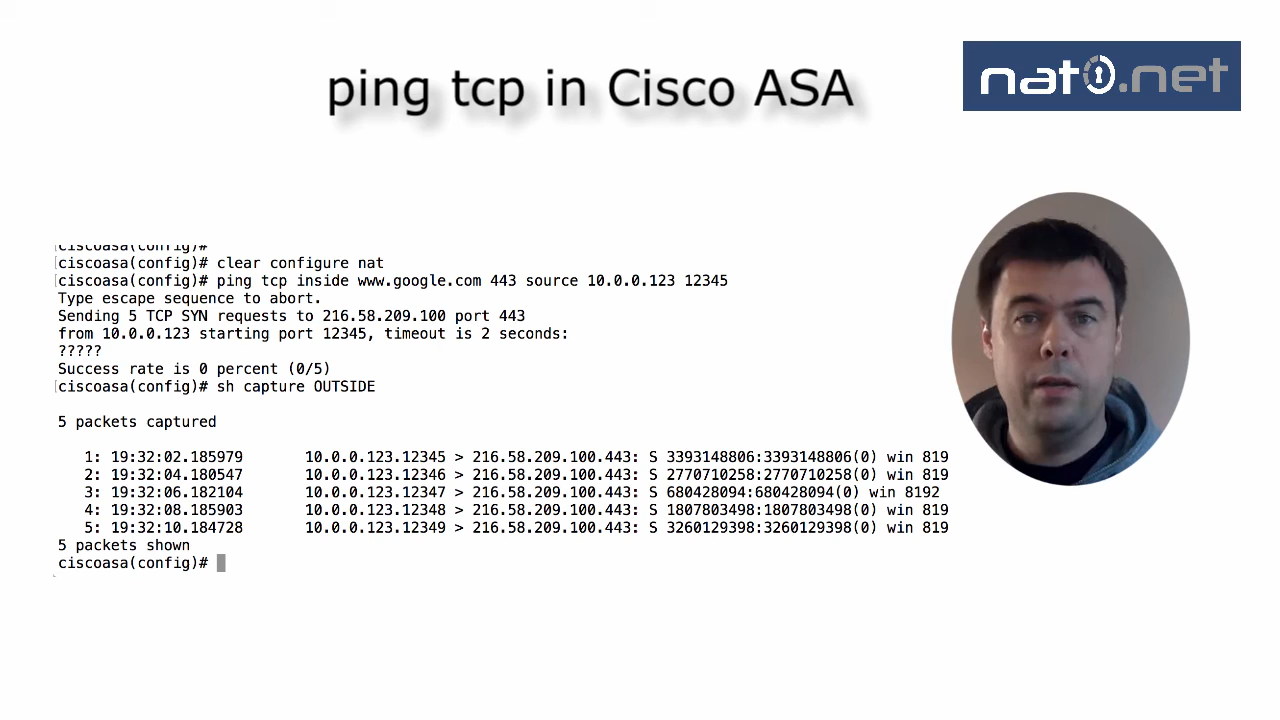 ping tcp in Cisco ASA
nat0.net
ciscoasa(config)#
ciscoasa(config)# clear configure nat
ciscoasa(config)# ping tcp inside www.google.com 443 source 10.0.0.123 12345
Type escape sequence to abort.
Sending 5 TCP SYN requests to 216.58.209.100 port 443
from 10.0.0.123 starting port 12345, timeout is 2 seconds:
?????
Success rate is 0 percent (0/5)
ciscoasa(config)# sh capture OUTSIDE
5 packets captured
1: 19:32:02.185979 10.0.0.123.12345 > 216.58.209.100.443: S 3393148806:3393148806(0) win 819
2: 19:32:04.180547 10.0.0.123.12346 > 216.58.209.100.443: S 2770710258:2770710258(0) win 819
3: 19:32:06.182104 10.0.0.123.12347 > 216.58.209.100.443: S 680428094:680428094(0) win 8192
4: 19:32:08.185903 10.0.0.123.12348 > 216.58.209.100.443: S 1807803498:1807803498(0) win 819
5: 19:32:10.184728 10.0.0.123.12349 > 216.58.209.100.443: S 3260129398:3260129398(0) win 819
5 packets shown
ciscoasa(config)#